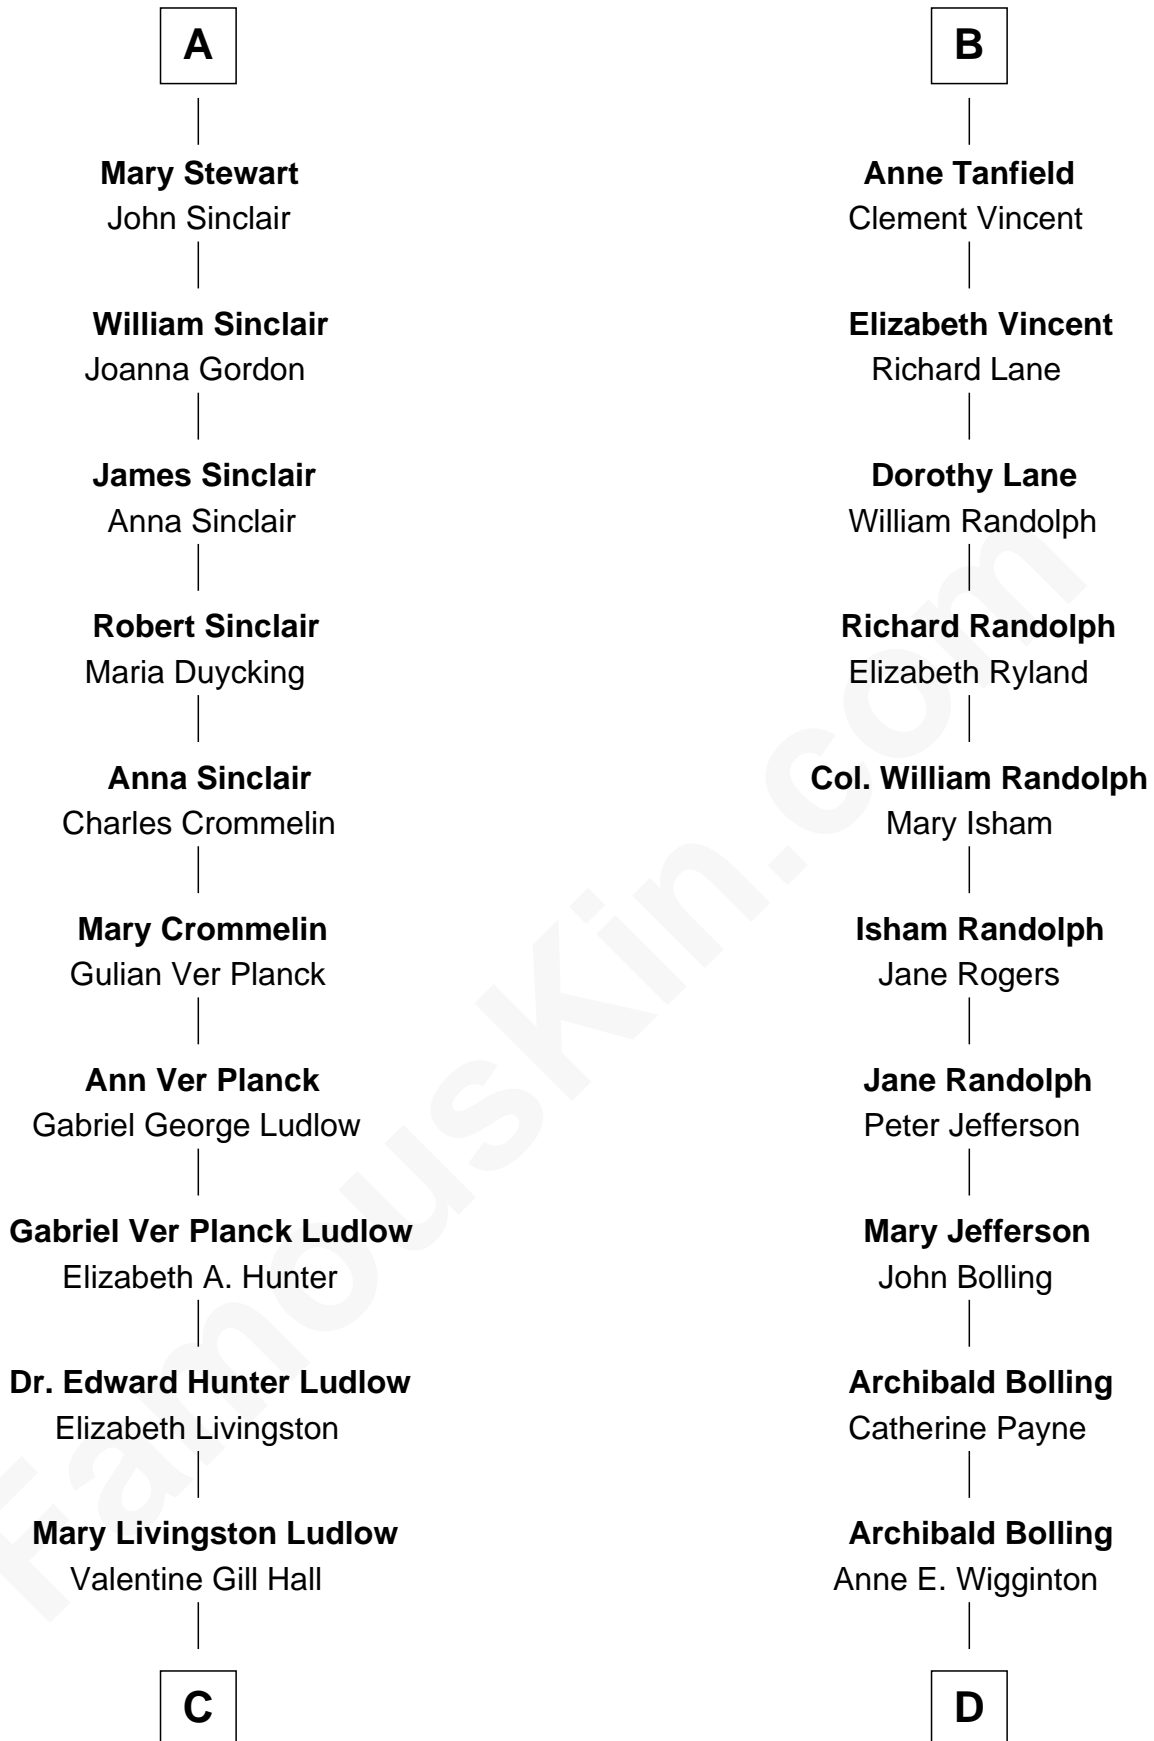 A
Mary Stewart
John Sinclair
William Sinclair
Joanna Gordon
James Sinclair
Anna Sinclair
Robert Sinclair
Maria Duycking
Anna Sinclair
Charles Crommelin
Mary Crommelin
Gulian Ver Planck
Ann Ver Planck
Gabriel George Ludlow
Gabriel Ver Planck Ludlow
Elizabeth A. Hunter
Dr. Edward Hunter Ludlow
Elizabeth Livingston
Mary Livingston Ludlow
Valentine Gill Hall
C
B
Anne Tanfield
Clement Vincent
Elizabeth Vincent
Richard Lane
Dorothy Lane
William Randolph
Richard Randolph
Elizabeth Ryland
Col. William Randolph
Mary Isham
Isham Randolph
Jane Rogers
Jane Randolph
Peter Jefferson
Mary Jefferson
John Bolling
Archibald Bolling
Catherine Payne
Archibald Bolling
Anne E. Wigginton
D
FamousKin.com